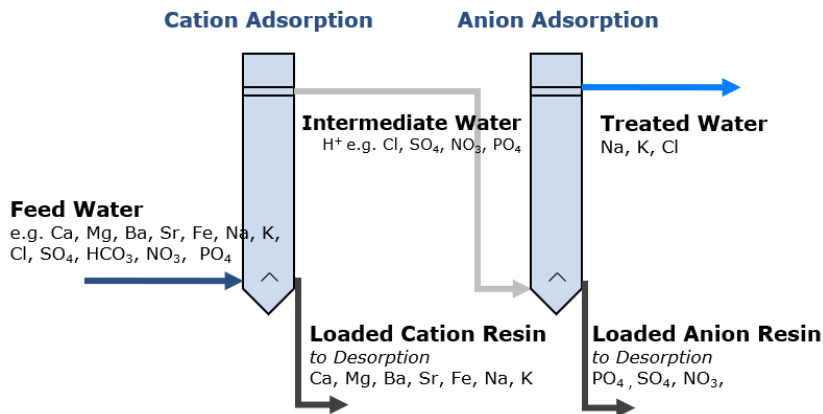 Cation Adsorption
Anion Adsorption
Intermediate Water
H⁺ e.g. Cl, SO₄, NO₃, PO₄
Treated Water
Na, K, Cl
Feed Water
e.g. Ca, Mg, Ba, Sr, Fe, Na, K,
Cl, SO₄, HCO₃, NO₃, PO₄
Loaded Cation Resin
to Desorption
Ca, Mg, Ba, Sr, Fe, Na, K
Loaded Anion Resin
to Desorption
PO₄ , SO₄, NO₃,